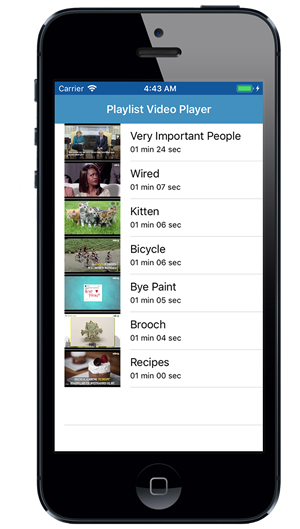 Carrier 4:43 AM
Playlist Video Player
Very Important People
01 min 24 sec
Wired
01 min 07 sec
Kitten
01 min 06 sec
Bicycle
01 min 06 sec
Bye Paint
01 min 05 sec
Brooch
01 min 04 sec
Recipes
01 min 00 sec